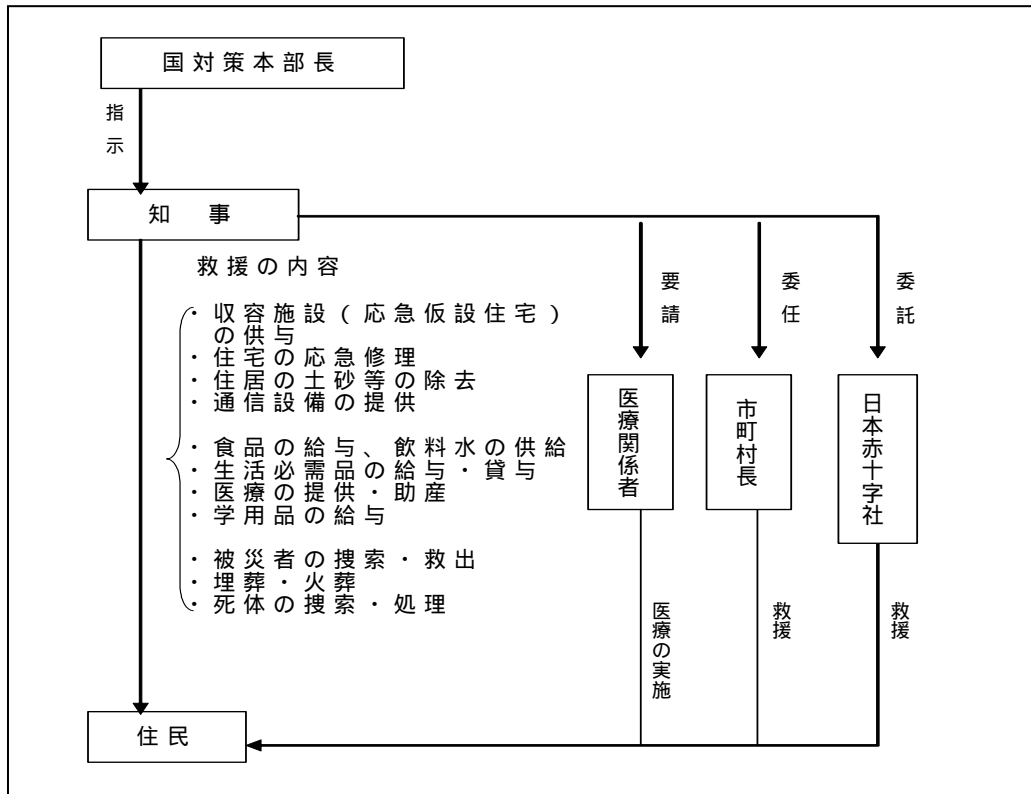 国対策本部長
指示
知　事
救援の内容
・収容施設（応急仮設住宅）
の供与
・住宅の応急修理
・住居の土砂等の除去
・通信設備の提供
・食品の給与、飲料水の供給
・生活必需品の給与・貸与
・医療の提供・助産
・学用品の給与
・被災者の捜索・救出
・埋葬・火葬
・死体の捜索・処理
要請
委任
委託
医療関係者
市町村長
日本赤十字社
医療の実施
救援
救援
住民